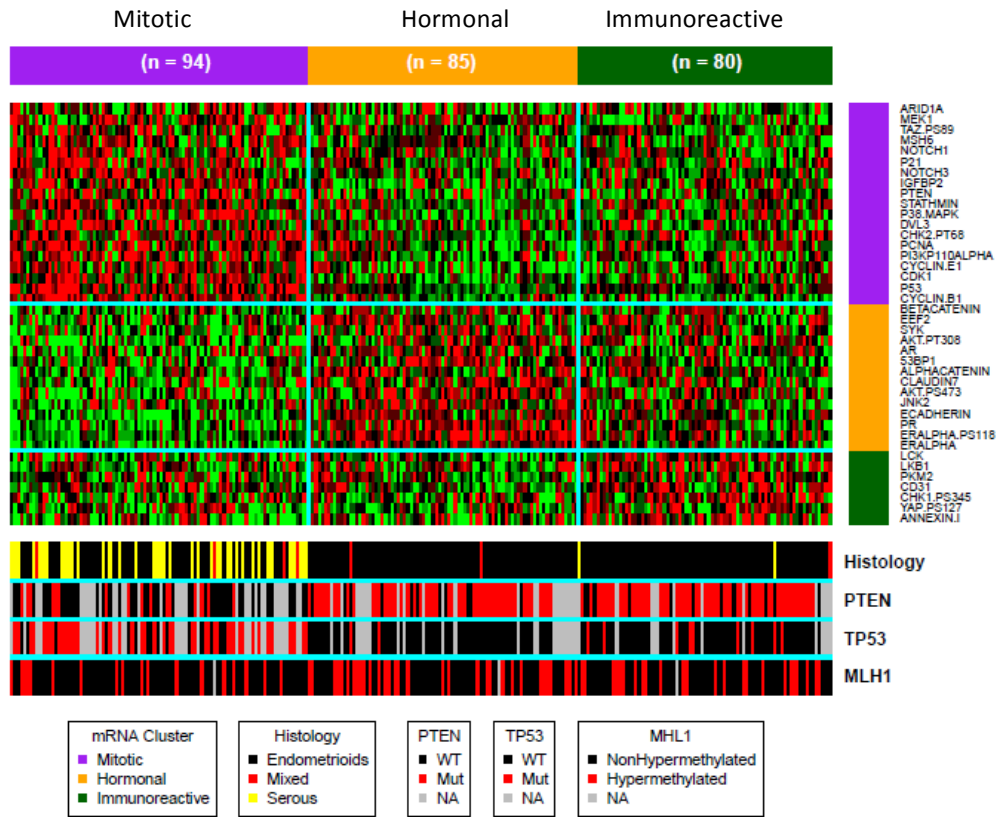 Mitotic Hormonal Immunoreactive
(n = 94) (n = 85) (n = 80)
ARID1A
MEK1
TAZ.PS89
MSH6
NOTCH1
P21
NOTCH3
IGFBP2
PTEN
STATHMIN
P38.MAPK
DVL3
CHK2.PT68
PCNA
PI3KP110ALPHA
CYCLIN.E1
CDK1
P53
CYCLIN.B1
BETACATENIN
EEF2
SYK
AKT.PT308
AR
53BP1
ALPHACATENIN
CLAUDIN7
AKT.PS473
JNK2
ECADHERIN
PR
ERALPHA.PS118
ERALPHA
LCK
LKB1
PKM2
CD31
CHK1.PS345
YAP.PS127
ANNEXIN.I
Histology
PTEN
TP53
MLH1
mRNA Cluster
Mitotic
Hormonal
Immunoreactive
Histology
Endometrioids
Mixed
Serous
PTEN
WT
Mut
NA
TP53
WT
Mut
NA
MHL1
NonHypermethylated
Hypermethylated
NA